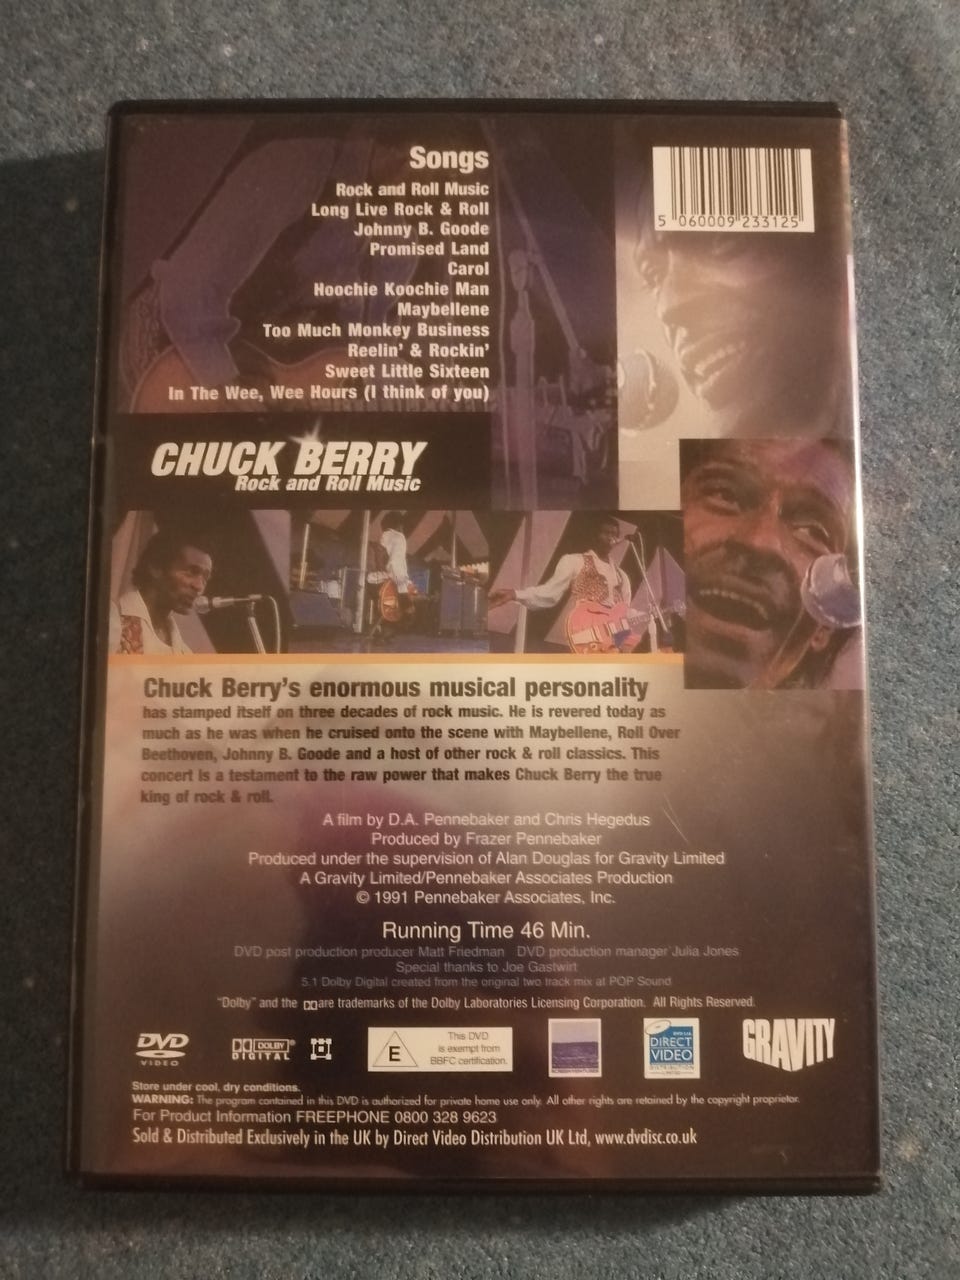 Songs
Rock and Roll Music
Long Live Rock & Roll
Johnny B. Goode
Promised Land
Carol
Hoochie Koochie Man
Maybellene
Too Much Monkey Business
Reelin' & Rockin'
Sweet Little Sixteen
In The Wee, Wee Hours (I think of you)
5 060009 233125
CHUCK BERRY
Rock and Roll Music
Chuck Berry's enormous musical personality
has stamped itself on three decades of rock music. He is revered today as
much as he was when he cruised onto the scene with Maybellene, Roll Over
Beethoven, Johnny B. Goode and a host of other rock & roll classics. This
concert is a testament to the raw power that makes Chuck Berry the true
king of rock & roll.
A film by D.A. Pennebaker and Chris Hegedus
Produced by Frazer Pennebaker
Produced under the supervision of Alan Douglas for Gravity Limited
A Gravity Limited/Pennebaker Associates Production
© 1991 Pennebaker Associates, Inc.
Running Time 46 Min.
DVD post production producer Matt Friedman DVD production manager Julia Jones
Special thanks to Joe Gastwirt
5.1 Dolby Digital created from the original two track mix at POP Sound
"Dolby" and the are trademarks of the Dolby Laboratories Licensing Corporation. All Rights Reserved.
DVD
VIDEO
DOLBY
DIGITAL
E
This DVD
is exempt from
BBFC certification.
SCREEN VENTURES
DVD U.K.
DIRECT
VIDEO
DISTRIBUTION
LIMITED
GRAVITY
Store under cool, dry conditions.
WARNING: The program contained in this DVD is authorized for private home use only. All other rights are retained by the copyright proprietor.
For Product Information FREEPHONE 0800 328 9623
Sold & Distributed Exclusively in the UK by Direct Video Distribution UK Ltd, www.dvdisc.co.uk